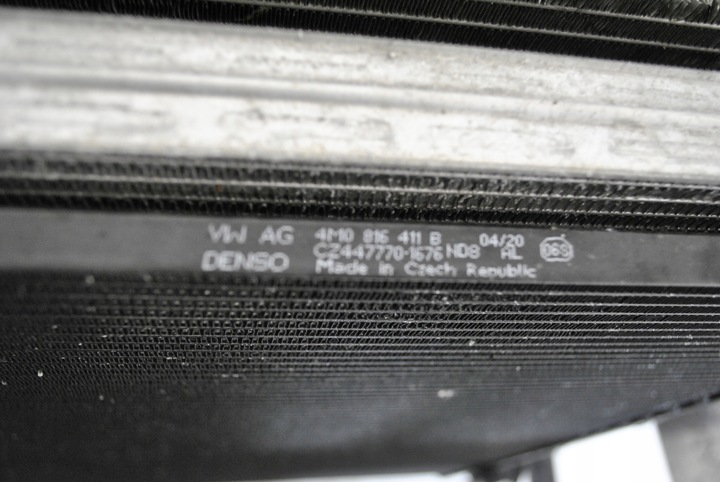 VW AG 4M0 816 411 B 04/20
DENSO CZ447770-1676 ND8 AL
Made in Czech Republic